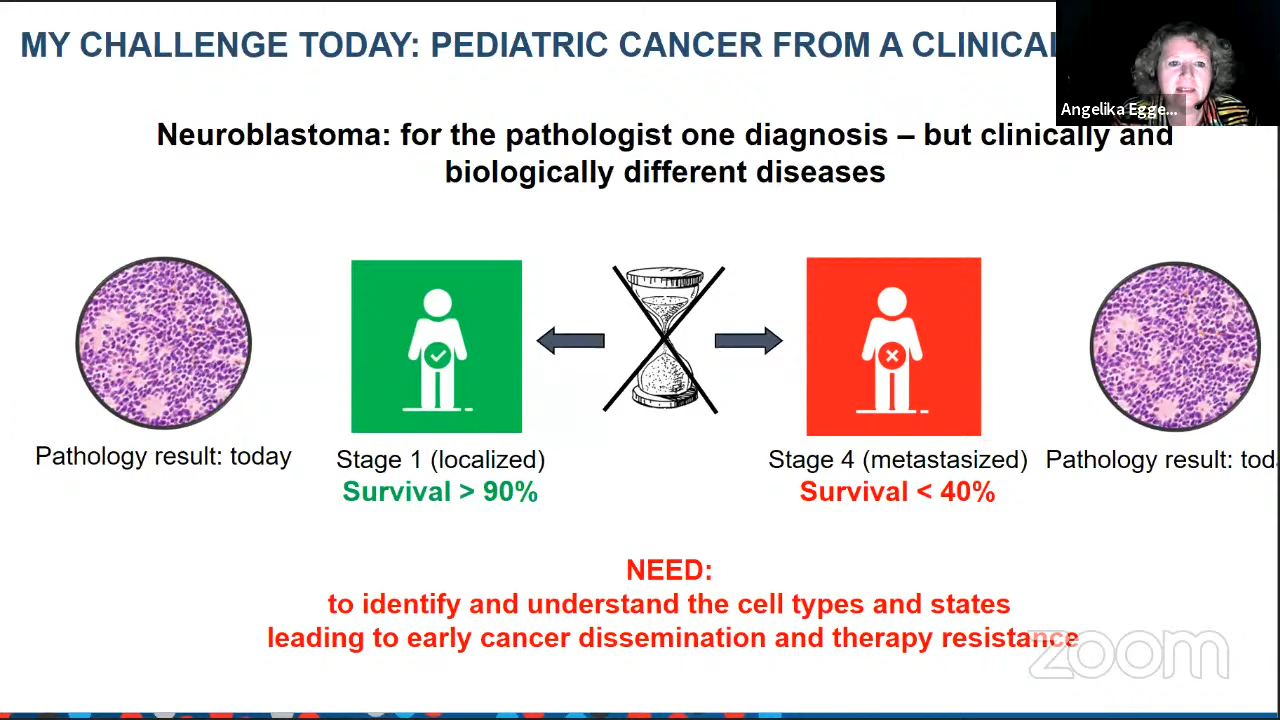 MY CHALLENGE TODAY: PEDIATRIC CANCER FROM A CLINICAL
Angelika Egge...
Neuroblastoma: for the pathologist one diagnosis – but clinically and
biologically different diseases
Pathology result: today
Stage 1 (localized)
Survival > 90%
Stage 4 (metastasized)
Survival < 40%
Pathology result: tod
NEED:
to identify and understand the cell types and states
leading to early cancer dissemination and therapy resistance
zoom